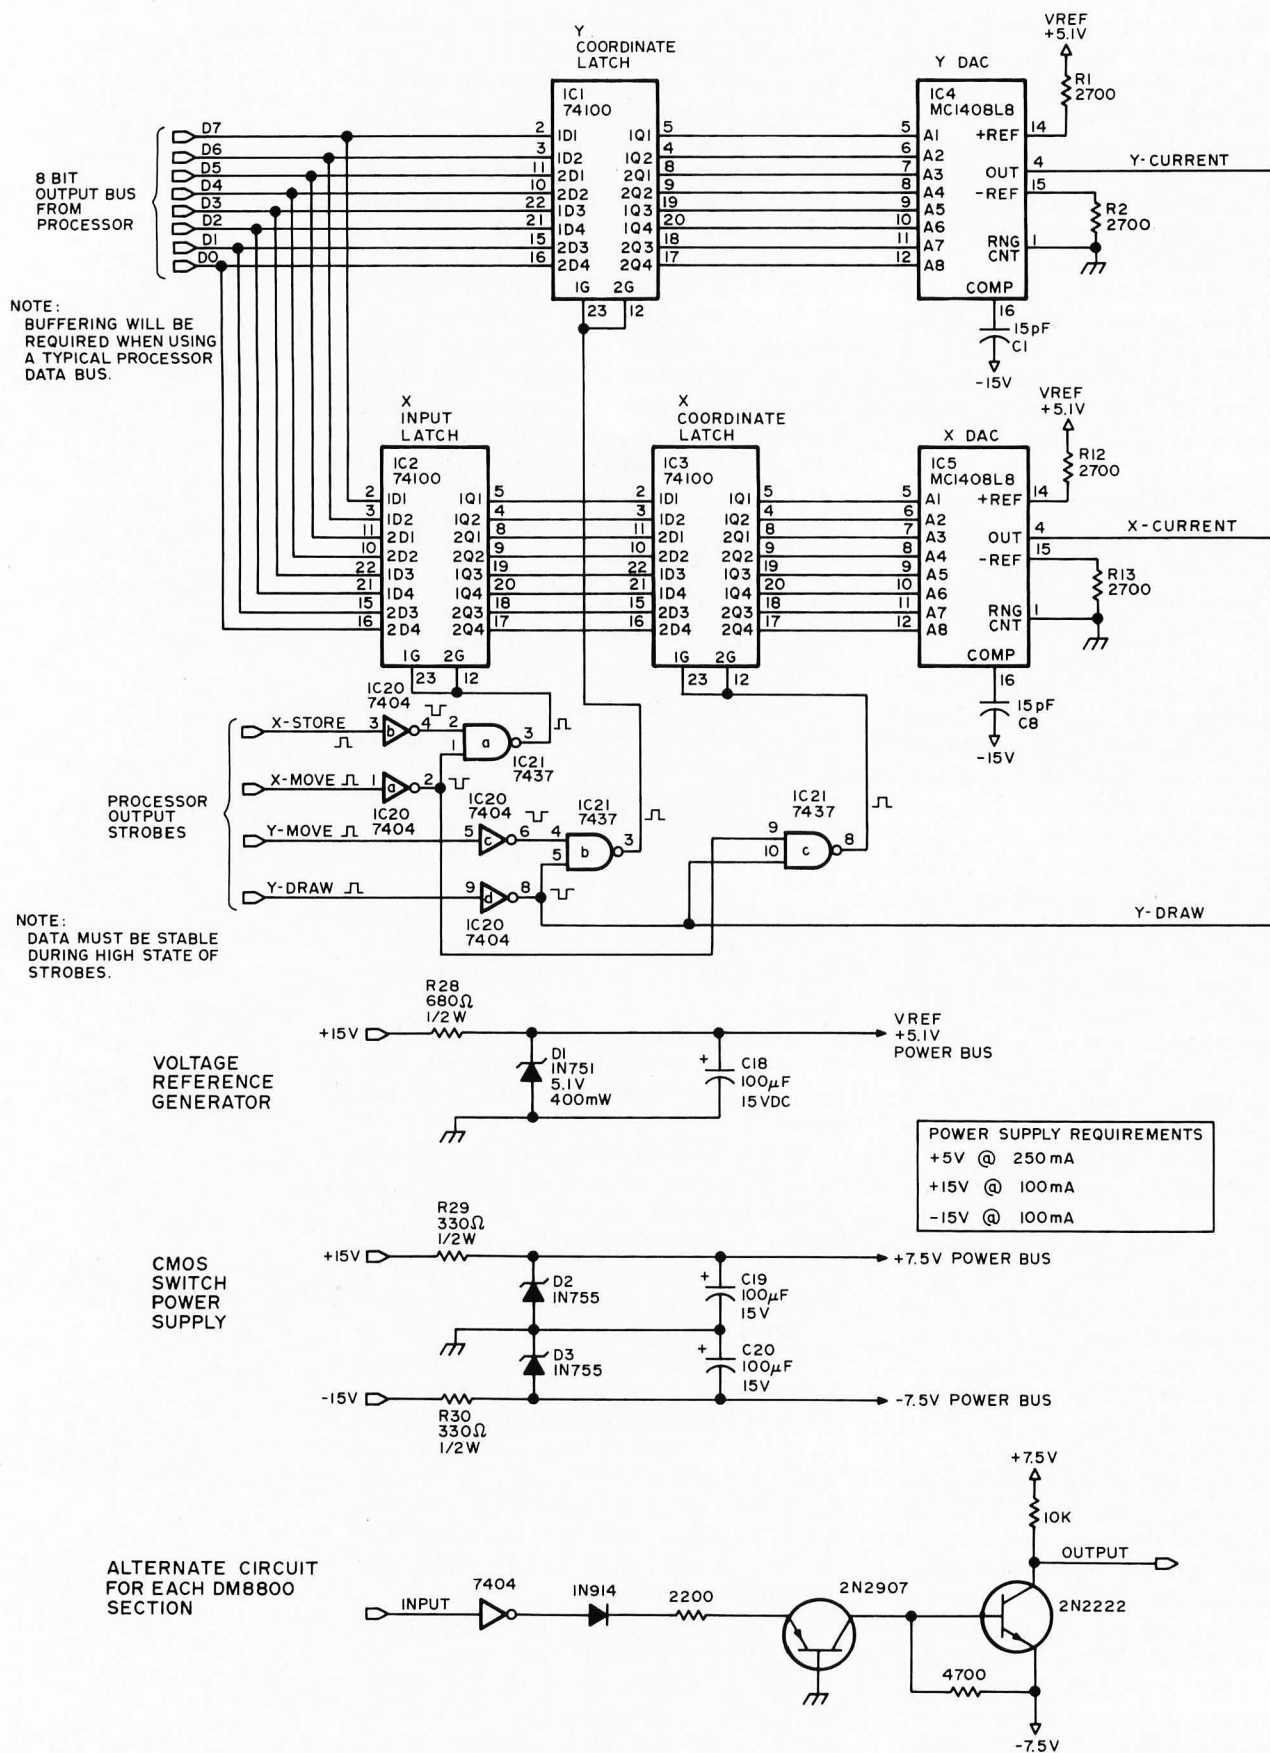 Y
COORDINATE
LATCH
IC1
74100
2 1D1 1Q1 5
3 1D2 1Q2 4
11 2D1 2Q1 8
10 2D2 2Q2 9
22 1D3 1Q3 19
21 1D4 1Q4 20
15 2D3 2Q3 18
16 2D4 2Q4 17
1G 2G
23 12
8 BIT
OUTPUT BUS
FROM
PROCESSOR
D7
D6
D5
D4
D3
D2
D1
D0
NOTE:
BUFFERING WILL BE
REQUIRED WHEN USING
A TYPICAL PROCESSOR
DATA BUS.
Y DAC
IC4
MC1408L8
5 A1
6 A2
7 A3
8 A4
9 A5
10 A6
11 A7
12 A8
+REF 14
OUT 4
-REF 15
RNG 1
CNT
COMP
16
VREF
+5.1V
R1
2700
Y-CURRENT
R2
2700
15pF
C1
-15V
X
INPUT
LATCH
IC2
74100
2 1D1 1Q1 5
3 1D2 1Q2 4
11 2D1 2Q1 8
10 2D2 2Q2 9
22 1D3 1Q3 19
21 1D4 1Q4 20
15 2D3 2Q3 18
16 2D4 2Q4 17
1G 2G
23 12
X
COORDINATE
LATCH
IC3
74100
2 1D1 1Q1 5
3 1D2 1Q2 4
11 2D1 2Q1 8
10 2D2 2Q2 9
22 1D3 1Q3 19
21 1D4 1Q4 20
15 2D3 2Q3 18
16 2D4 2Q4 17
1G 2G
23 12
X DAC
IC5
MC1408L8
5 A1
6 A2
7 A3
8 A4
9 A5
10 A6
11 A7
12 A8
+REF 14
OUT 4
-REF 15
RNG 1
CNT
COMP
16
VREF
+5.1V
R12
2700
X-CURRENT
R13
2700
15pF
C8
-15V
PROCESSOR
OUTPUT
STROBES
X-STORE 3 b 4
IC20
7404
2
1 a 3
IC21
7437
X-MOVE 1 a 2
IC20
7404
Y-MOVE 5 c 6
IC20
7404
4
5 b 3
IC21
7437
Y-DRAW 9 d 8
IC20
7404
9
10 c 8
IC21
7437
Y-DRAW
NOTE:
DATA MUST BE STABLE
DURING HIGH STATE OF
STROBES.
VOLTAGE
REFERENCE
GENERATOR
+15V
R28
680Ω
1/2W
D1
1N751
5.1V
400mW
+
C18
100μF
15VDC
VREF
+5.1V
POWER BUS
POWER SUPPLY REQUIREMENTS
+5V @ 250mA
+15V @ 100mA
-15V @ 100mA
CMOS
SWITCH
POWER
SUPPLY
+15V
R29
330Ω
1/2W
D2
1N755
+
C19
100μF
15V
+7.5V POWER BUS
D3
1N755
+
C20
100μF
15V
-15V
R30
330Ω
1/2W
-7.5V POWER BUS
ALTERNATE CIRCUIT
FOR EACH DM8800
SECTION
INPUT
7404
1N914
2200
2N2907
+7.5V
10K
OUTPUT
2N2222
4700
-7.5V